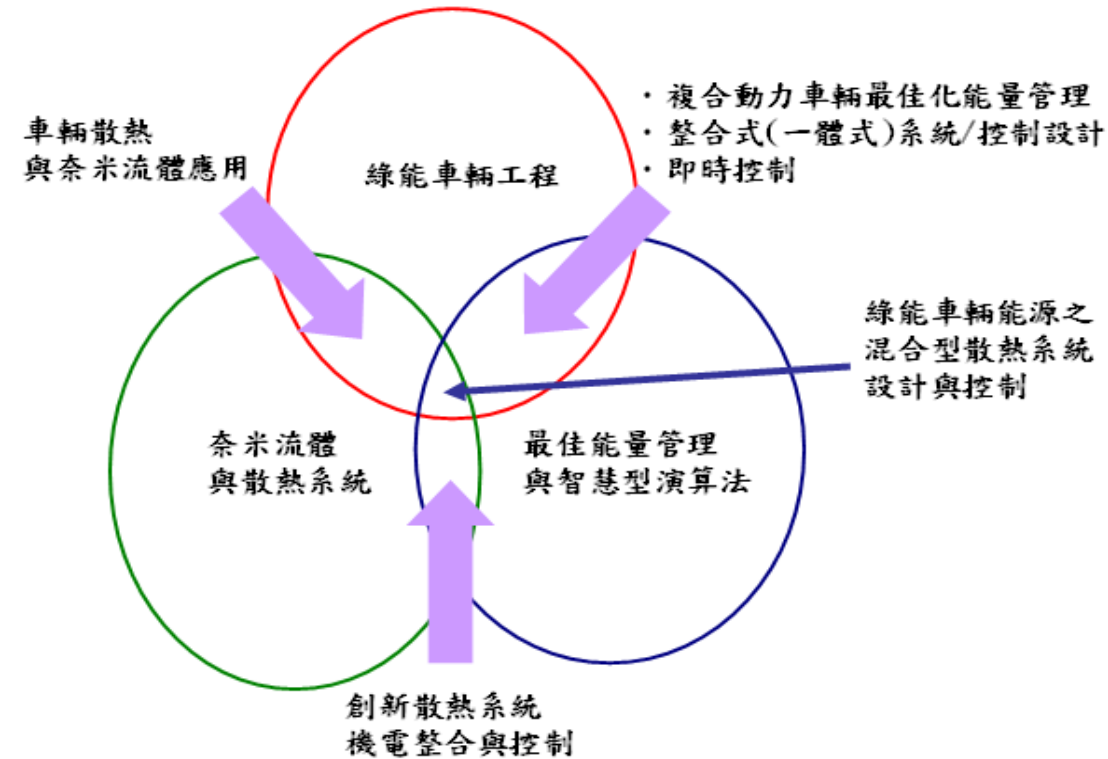 車輛散熱
與奈米流體應用
綠能車輛工程
・複合動力車輛最佳化能量管理
・整合式(一體式)系統/控制設計
・即時控制
綠能車輛能源之
混合型散熱系統
設計與控制
奈米流體
與散熱系統
最佳能量管理
與智慧型演算法
創新散熱系統
機電整合與控制